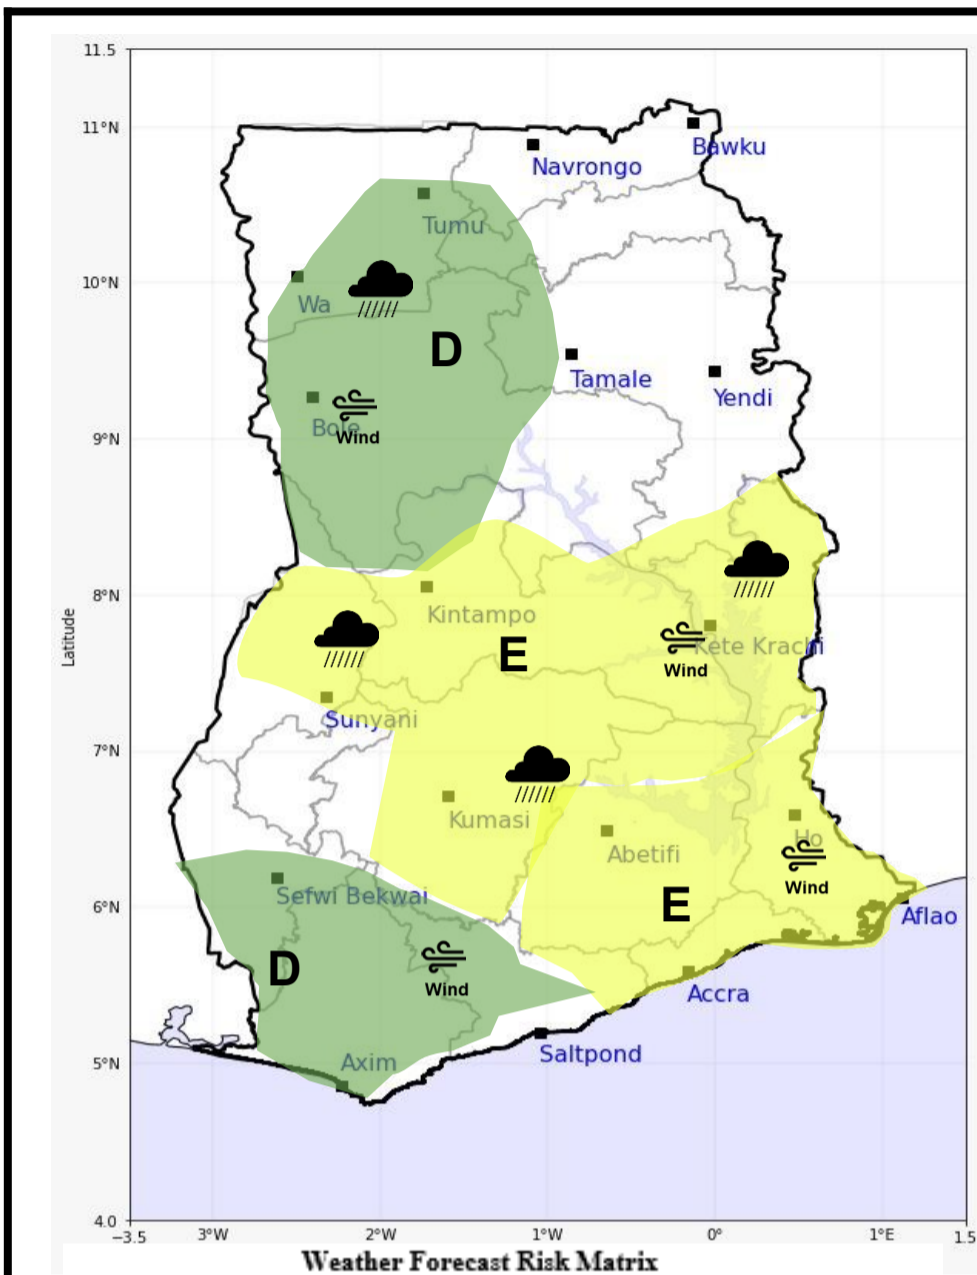 11.5
11°N
Bawku
Navrongo
Tumu
10°N
Wa
D
Tamale
Yendi
Bole
Wind
9°N
8°N
Kintampo
Latitude
E
Kete Krachi
Wind
Sunyani
7°N
Kumasi
Abetifi
Ho
Wind
Sefwi Bekwai
6°N
E
Aflao
D
Wind
Accra
5°N
Axim
Saltpond
4.0
-3.5
3°W
2°W
1°W
0°
1°E
1.5
Weather Forecast Risk Matrix